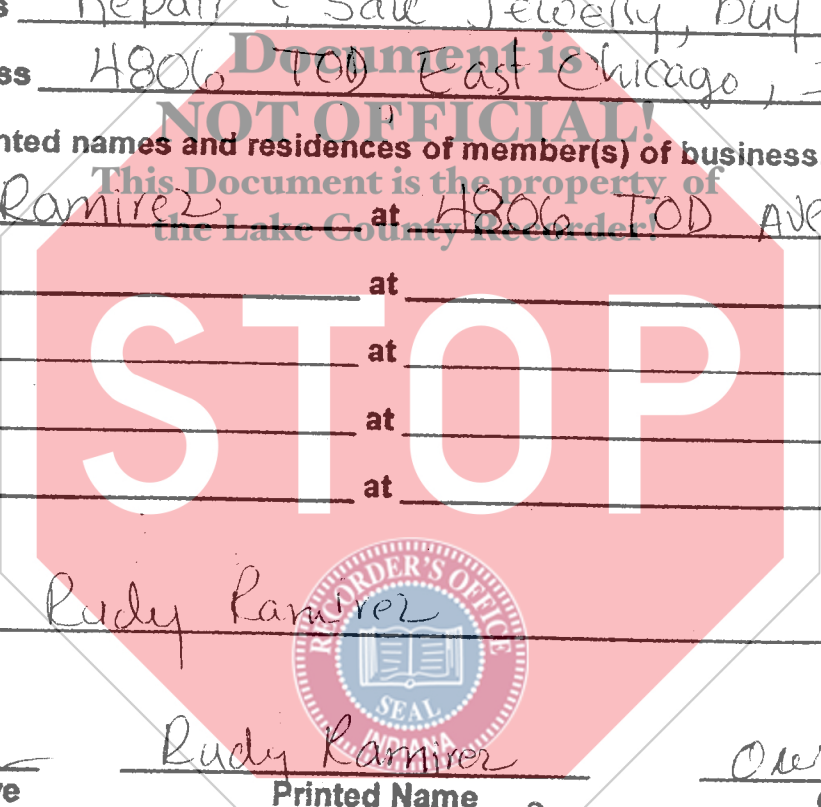 Repair & Sale Jewelry, Buy
ss 4806 TOD East Chicago,
Document is
NOT OFFICIAL!
nted names and residences of member(s) of business
This Document is the property of
the Lake County Recorder!
Ramirez at 4806 TOD AVE
at
at
at
at
STOP
Rudy Ramirez
RECORDER'S OFFICE
SEAL
INDIANA
Rudy Ramirez
Printed Name